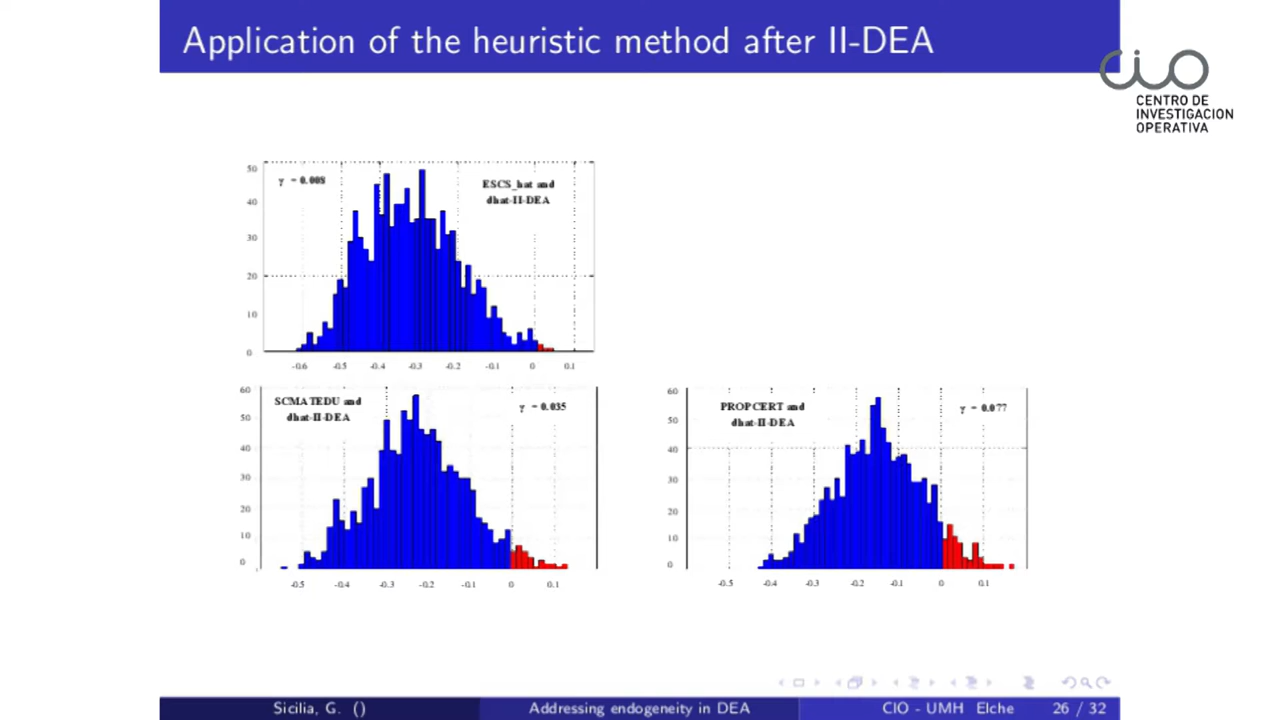 Application of the heuristic method after II-DEA
CIO
CENTRO DE
INVESTIGACION
OPERATIVA
50
40
30
20
10
0
γ = 0.008
ESCS_hat and
dhat-II-DEA
-0.6 -0.5 -0.4 -0.3 -0.2 -0.1 0 0.1
60
50
40
30
20
10
0
SCMATEDU and
dhat-II-DEA
γ = 0.035
-0.5 -0.4 -0.3 -0.2 -0.1 0 0.1
60
50
40
30
20
10
0
PROPCERT and
dhat-II-DEA
γ = 0.077
-0.5 -0.4 -0.3 -0.2 -0.1 0 0.1
Sicilia, G. () Addressing endogeneity in DEA CIO - UMH Elche 26 / 32